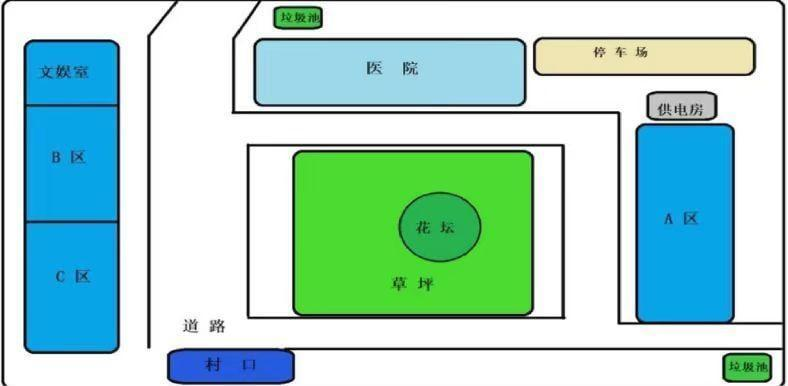 垃圾池
文娱室
医 院
停 车 场
供电房
B 区
A 区
花 坛
C 区
草 坪
道 路
村 口
垃圾池